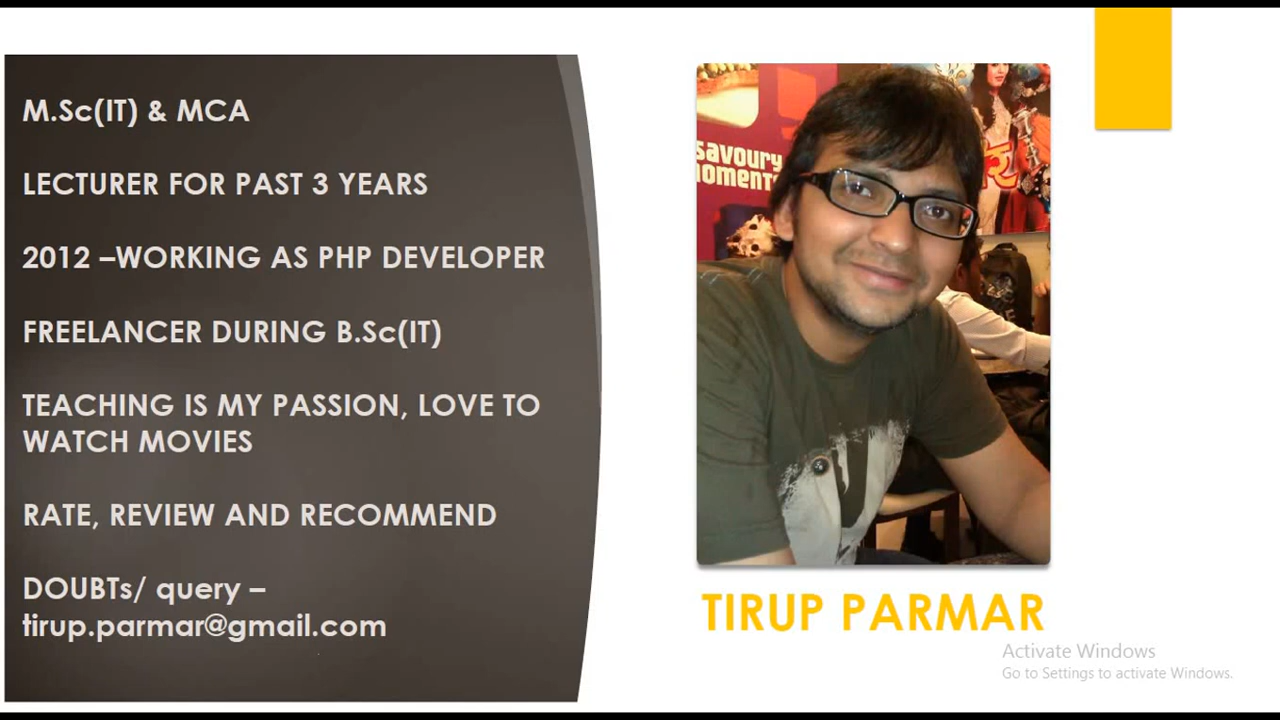 M.Sc(IT) & MCA
LECTURER FOR PAST 3 YEARS
2012 –WORKING AS PHP DEVELOPER
FREELANCER DURING B.Sc(IT)
TEACHING IS MY PASSION, LOVE TO
WATCH MOVIES
RATE, REVIEW AND RECOMMEND
DOUBTs/ query –
tirup.parmar@gmail.com
savoury
moment
TIRUP PARMAR
Activate Windows
Go to Settings to activate Windows.